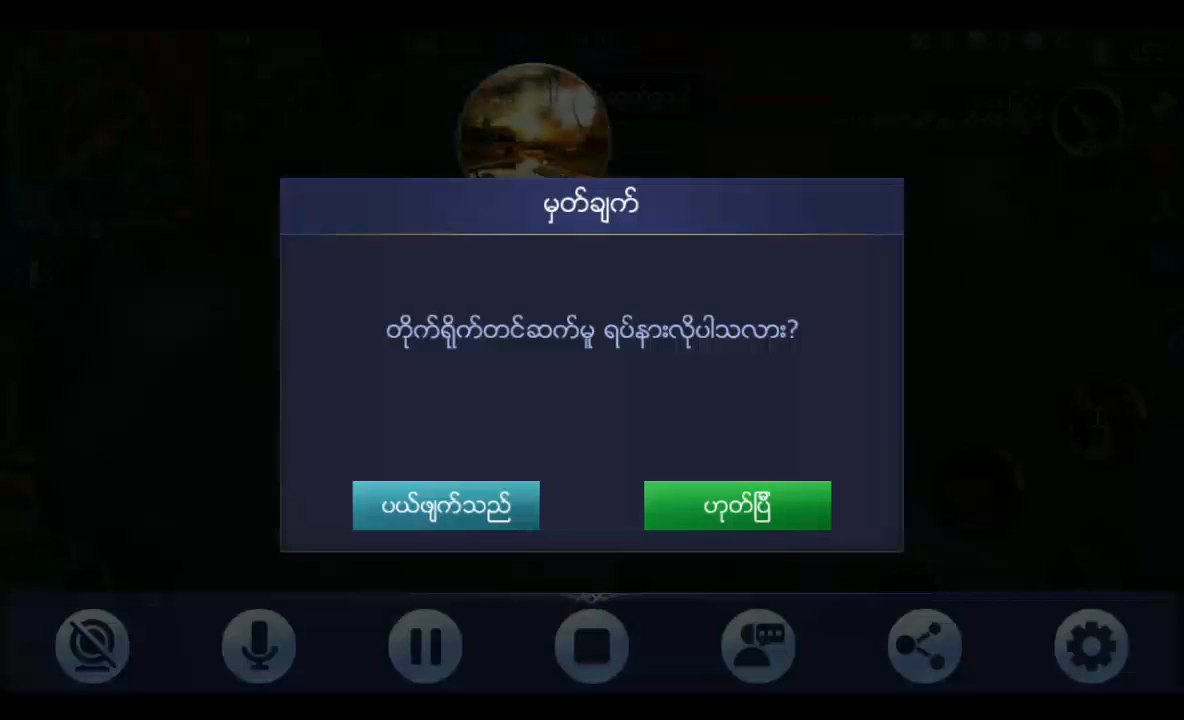 မှတ်ချက်
တိုက်ရိုက်တင်ဆက်မူ ရပ်နားလိုပါသလား?
ပယ်ဖျက်သည်
ဟုတ်ပြီ